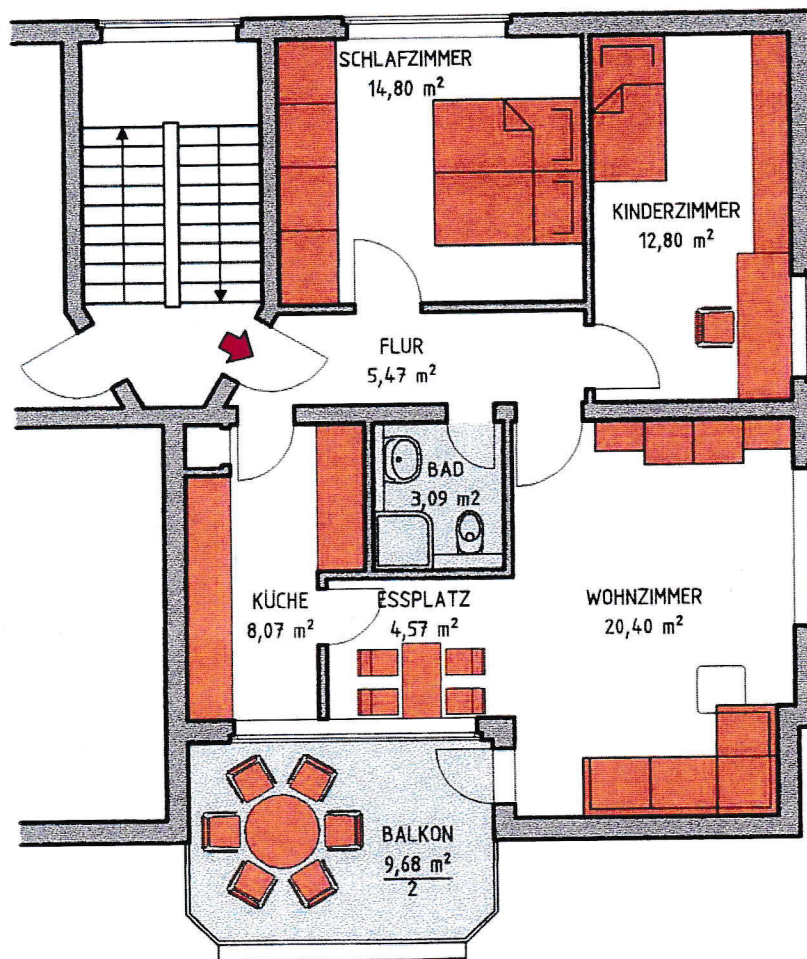 SCHLAFZIMMER
14,80 m²
KINDERZIMMER
12,80 m²
FLUR
5,47 m²
BAD
3,09 m2
KÜCHE
8,07 m²
ESSPLATZ
4,57 m²
WOHNZIMMER
20,40 m²
BALKON
9,68 m²
2